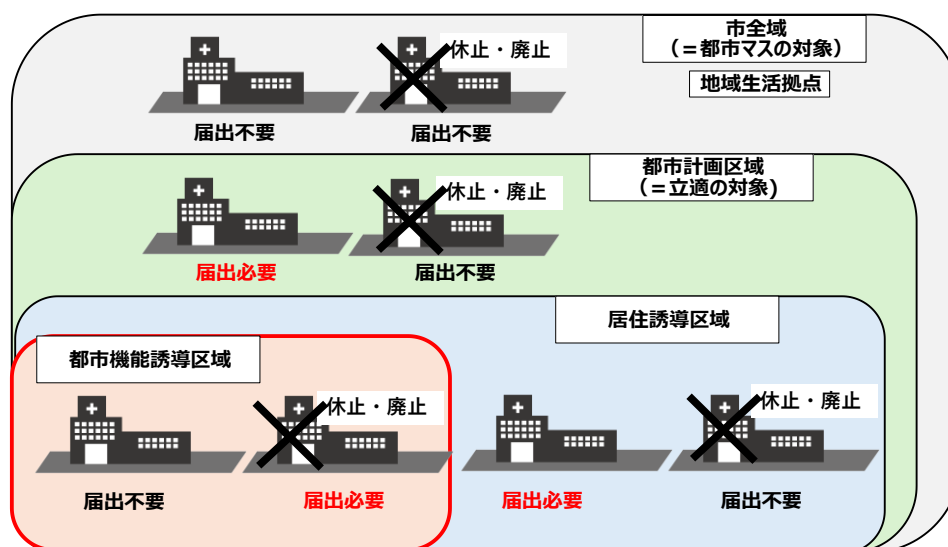 市全域
(＝都市マスの対象)
地域生活拠点
休止・廃止
届出不要
届出不要
都市計画区域
(＝立適の対象)
休止・廃止
届出必要
届出不要
居住誘導区域
都市機能誘導区域
休止・廃止
休止・廃止
届出不要
届出必要
届出必要
届出不要